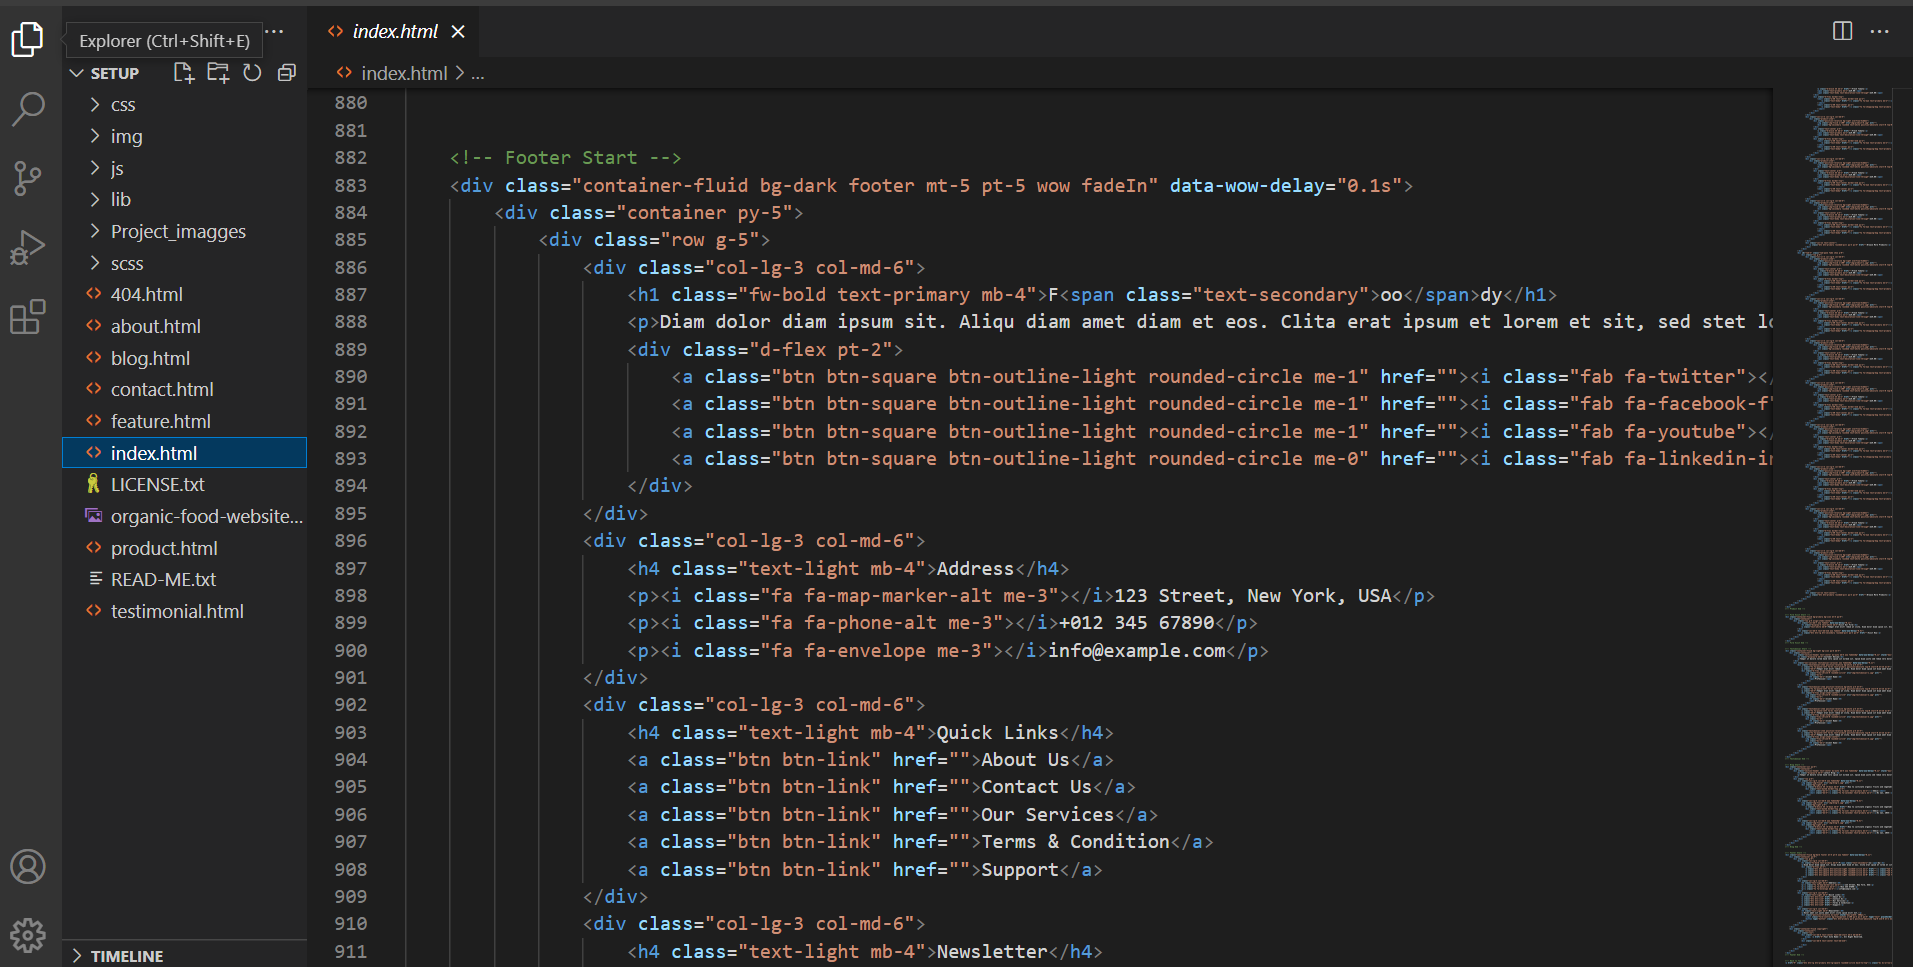 Explorer (Ctrl+Shift+E)
SETUP
css
img
js
lib
Project_imagges
scss
404.html
about.html
blog.html
contact.html
feature.html
index.html
LICENSE.txt
organic-food-website...
product.html
READ-ME.txt
testimonial.html
TIMELINE
index.html
index.html > ...
880
881
882 <!-- Footer Start -->
883 <div class="container-fluid bg-dark footer mt-5 pt-5 wow fadeIn" data-wow-delay="0.1s">
884 <div class="container py-5">
885 <div class="row g-5">
886 <div class="col-lg-3 col-md-6">
887 <h1 class="fw-bold text-primary mb-4">F<span class="text-secondary">oo</span>dy</h1>
888 <p>Diam dolor diam ipsum sit. Aliqu diam amet diam et eos. Clita erat ipsum et lorem et sit, sed stet lo
889 <div class="d-flex pt-2">
890 <a class="btn btn-square btn-outline-light rounded-circle me-1" href=""><i class="fab fa-twitter"></
891 <a class="btn btn-square btn-outline-light rounded-circle me-1" href=""><i class="fab fa-facebook-f"
892 <a class="btn btn-square btn-outline-light rounded-circle me-1" href=""><i class="fab fa-youtube"></
893 <a class="btn btn-square btn-outline-light rounded-circle me-0" href=""><i class="fab fa-linkedin-in
894 </div>
895 </div>
896 <div class="col-lg-3 col-md-6">
897 <h4 class="text-light mb-4">Address</h4>
898 <p><i class="fa fa-map-marker-alt me-3"></i>123 Street, New York, USA</p>
899 <p><i class="fa fa-phone-alt me-3"></i>+012 345 67890</p>
900 <p><i class="fa fa-envelope me-3"></i>info@example.com</p>
901 </div>
902 <div class="col-lg-3 col-md-6">
903 <h4 class="text-light mb-4">Quick Links</h4>
904 <a class="btn btn-link" href="">About Us</a>
905 <a class="btn btn-link" href="">Contact Us</a>
906 <a class="btn btn-link" href="">Our Services</a>
907 <a class="btn btn-link" href="">Terms & Condition</a>
908 <a class="btn btn-link" href="">Support</a>
909 </div>
910 <div class="col-lg-3 col-md-6">
911 <h4 class="text-light mb-4">Newsletter</h4>